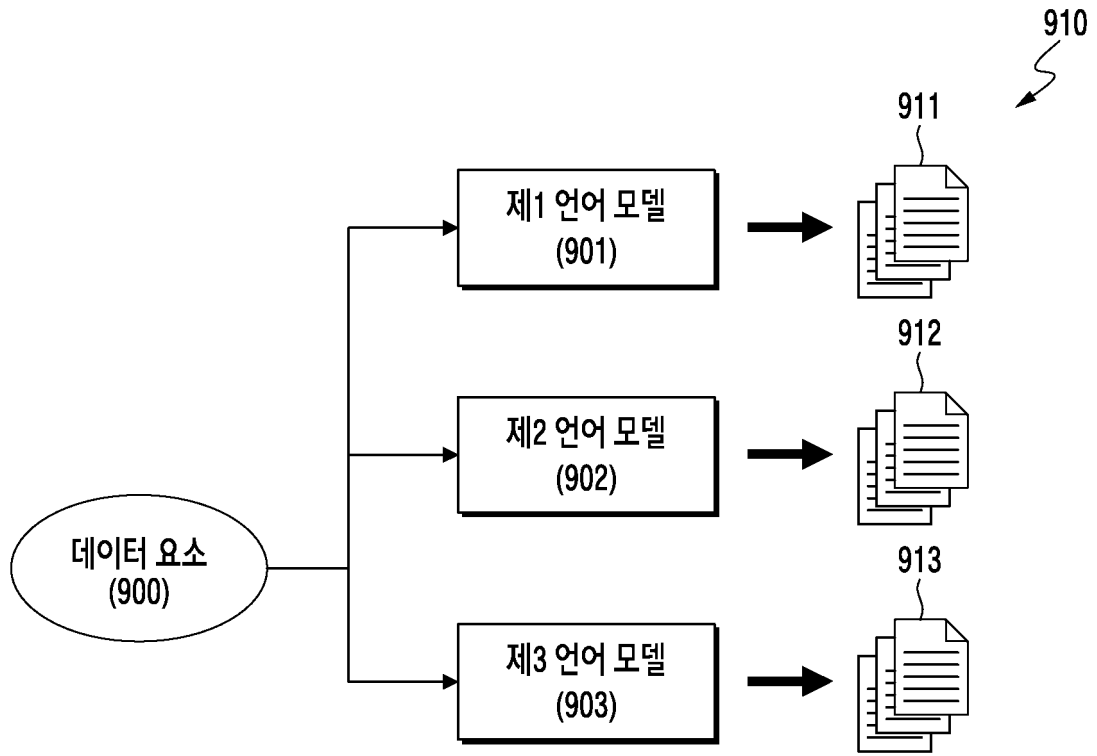 910
911
제1 언어 모델
(901)
912
제2 언어 모델
(902)
데이터 요소
(900)
913
제3 언어 모델
(903)